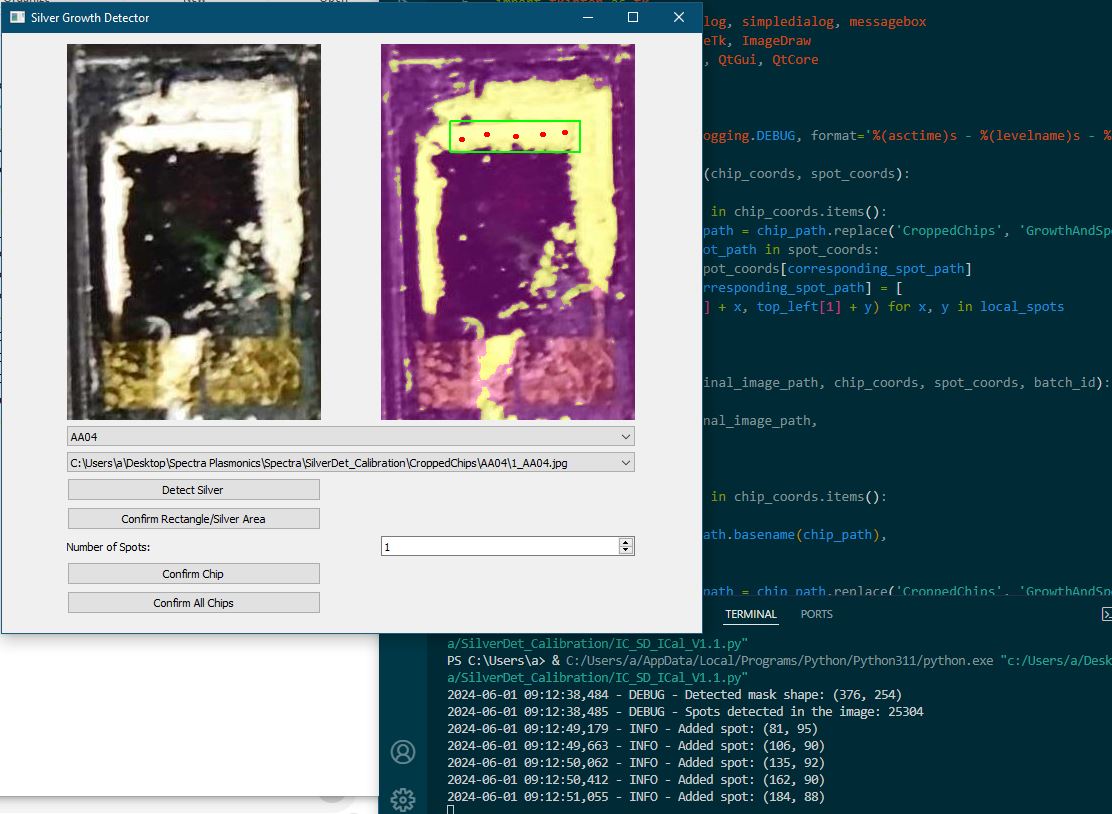 Silver Growth Detector
AA04
C:\Users\a\Desktop\Spectra Plasmonics\Spectra\SilverDet_Calibration\CroppedChips\AA04\1_AA04.jpg
Detect Silver
Confirm Rectangle/Silver Area
Number of Spots:
1
Confirm Chip
Confirm All Chips
log, simpledialog, messagebox
eTk, ImageDraw
, QtGui, QtCore
ogging.DEBUG, format='%(asctime)s - %(levelname)s - %
(chip_coords, spot_coords):
in chip_coords.items():
path = chip_path.replace('CroppedChips', 'GrowthAndSp
ot_path in spot_coords:
pot_coords[corresponding_spot_path]
rresponding_spot_path] = [
] + x, top_left[1] + y) for x, y in local_spots
inal_image_path, chip_coords, spot_coords, batch_id):
nal_image_path,
in chip_coords.items():
ath.basename(chip_path),
path = chip_path.replace('CroppedChips', 'GrowthAndSp
TERMINAL PORTS
a/SilverDet_Calibration/IC_SD_ICal_V1.1.py"
PS C:\Users\a> & C:/Users/a/AppData/Local/Programs/Python/Python311/python.exe "c:/Users/a/Desk
a/SilverDet_Calibration/IC_SD_ICal_V1.1.py"
2024-06-01 09:12:38,484 - DEBUG - Detected mask shape: (376, 254)
2024-06-01 09:12:38,485 - DEBUG - Spots detected in the image: 25304
2024-06-01 09:12:49,179 - INFO - Added spot: (81, 95)
2024-06-01 09:12:49,663 - INFO - Added spot: (106, 90)
2024-06-01 09:12:50,062 - INFO - Added spot: (135, 92)
2024-06-01 09:12:50,412 - INFO - Added spot: (162, 90)
2024-06-01 09:12:51,055 - INFO - Added spot: (184, 88)